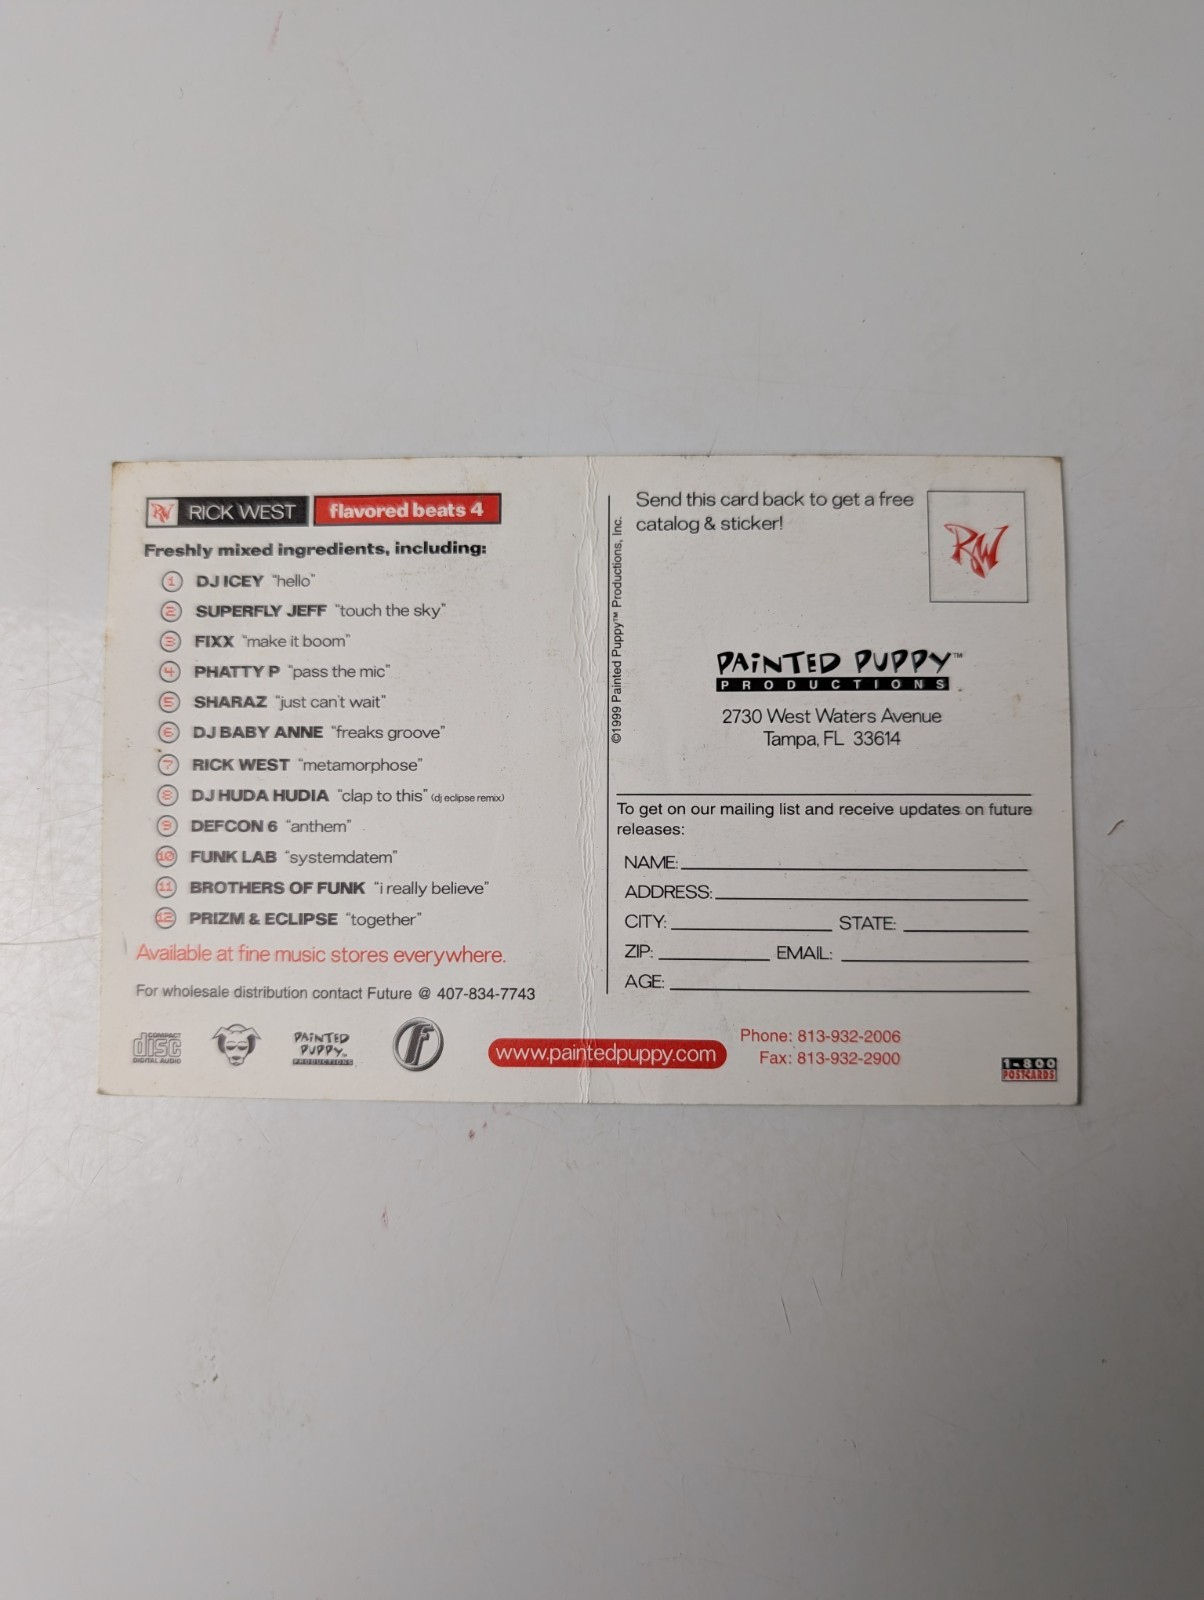 RW RICK WEST flavored beats 4
Freshly mixed ingredients, including:
1 DJ ICEY "hello"
2 SUPERFLY JEFF "touch the sky"
3 FIXX "make it boom"
4 PHATTY P "pass the mic"
5 SHARAZ "just can't wait"
6 DJ BABY ANNE "freaks groove"
7 RICK WEST "metamorphose"
8 DJ HUDA HUDIA "clap to this" (dj eclipse remix)
9 DEFCON 6 "anthem"
10 FUNK LAB "systemdatem"
11 BROTHERS OF FUNK "i really believe"
12 PRIZM & ECLIPSE "together"
Available at fine music stores everywhere.
For wholesale distribution contact Future @ 407-834-7743
COMPACT
disc
DIGITAL AUDIO
PAiNTED
PUPPY™
PRODUCTIONS
f
www.paintedpuppy.com
©1999 Painted Puppy™ Productions, Inc.
Send this card back to get a free
catalog & sticker!
RW
PAiNTED PUPPY™
PRODUCTIONS
2730 West Waters Avenue
Tampa, FL 33614
To get on our mailing list and receive updates on future
releases:
NAME:
ADDRESS:
CITY: STATE:
ZIP: EMAIL:
AGE:
Phone: 813-932-2006
Fax: 813-932-2900
1-800
POSTCARDS